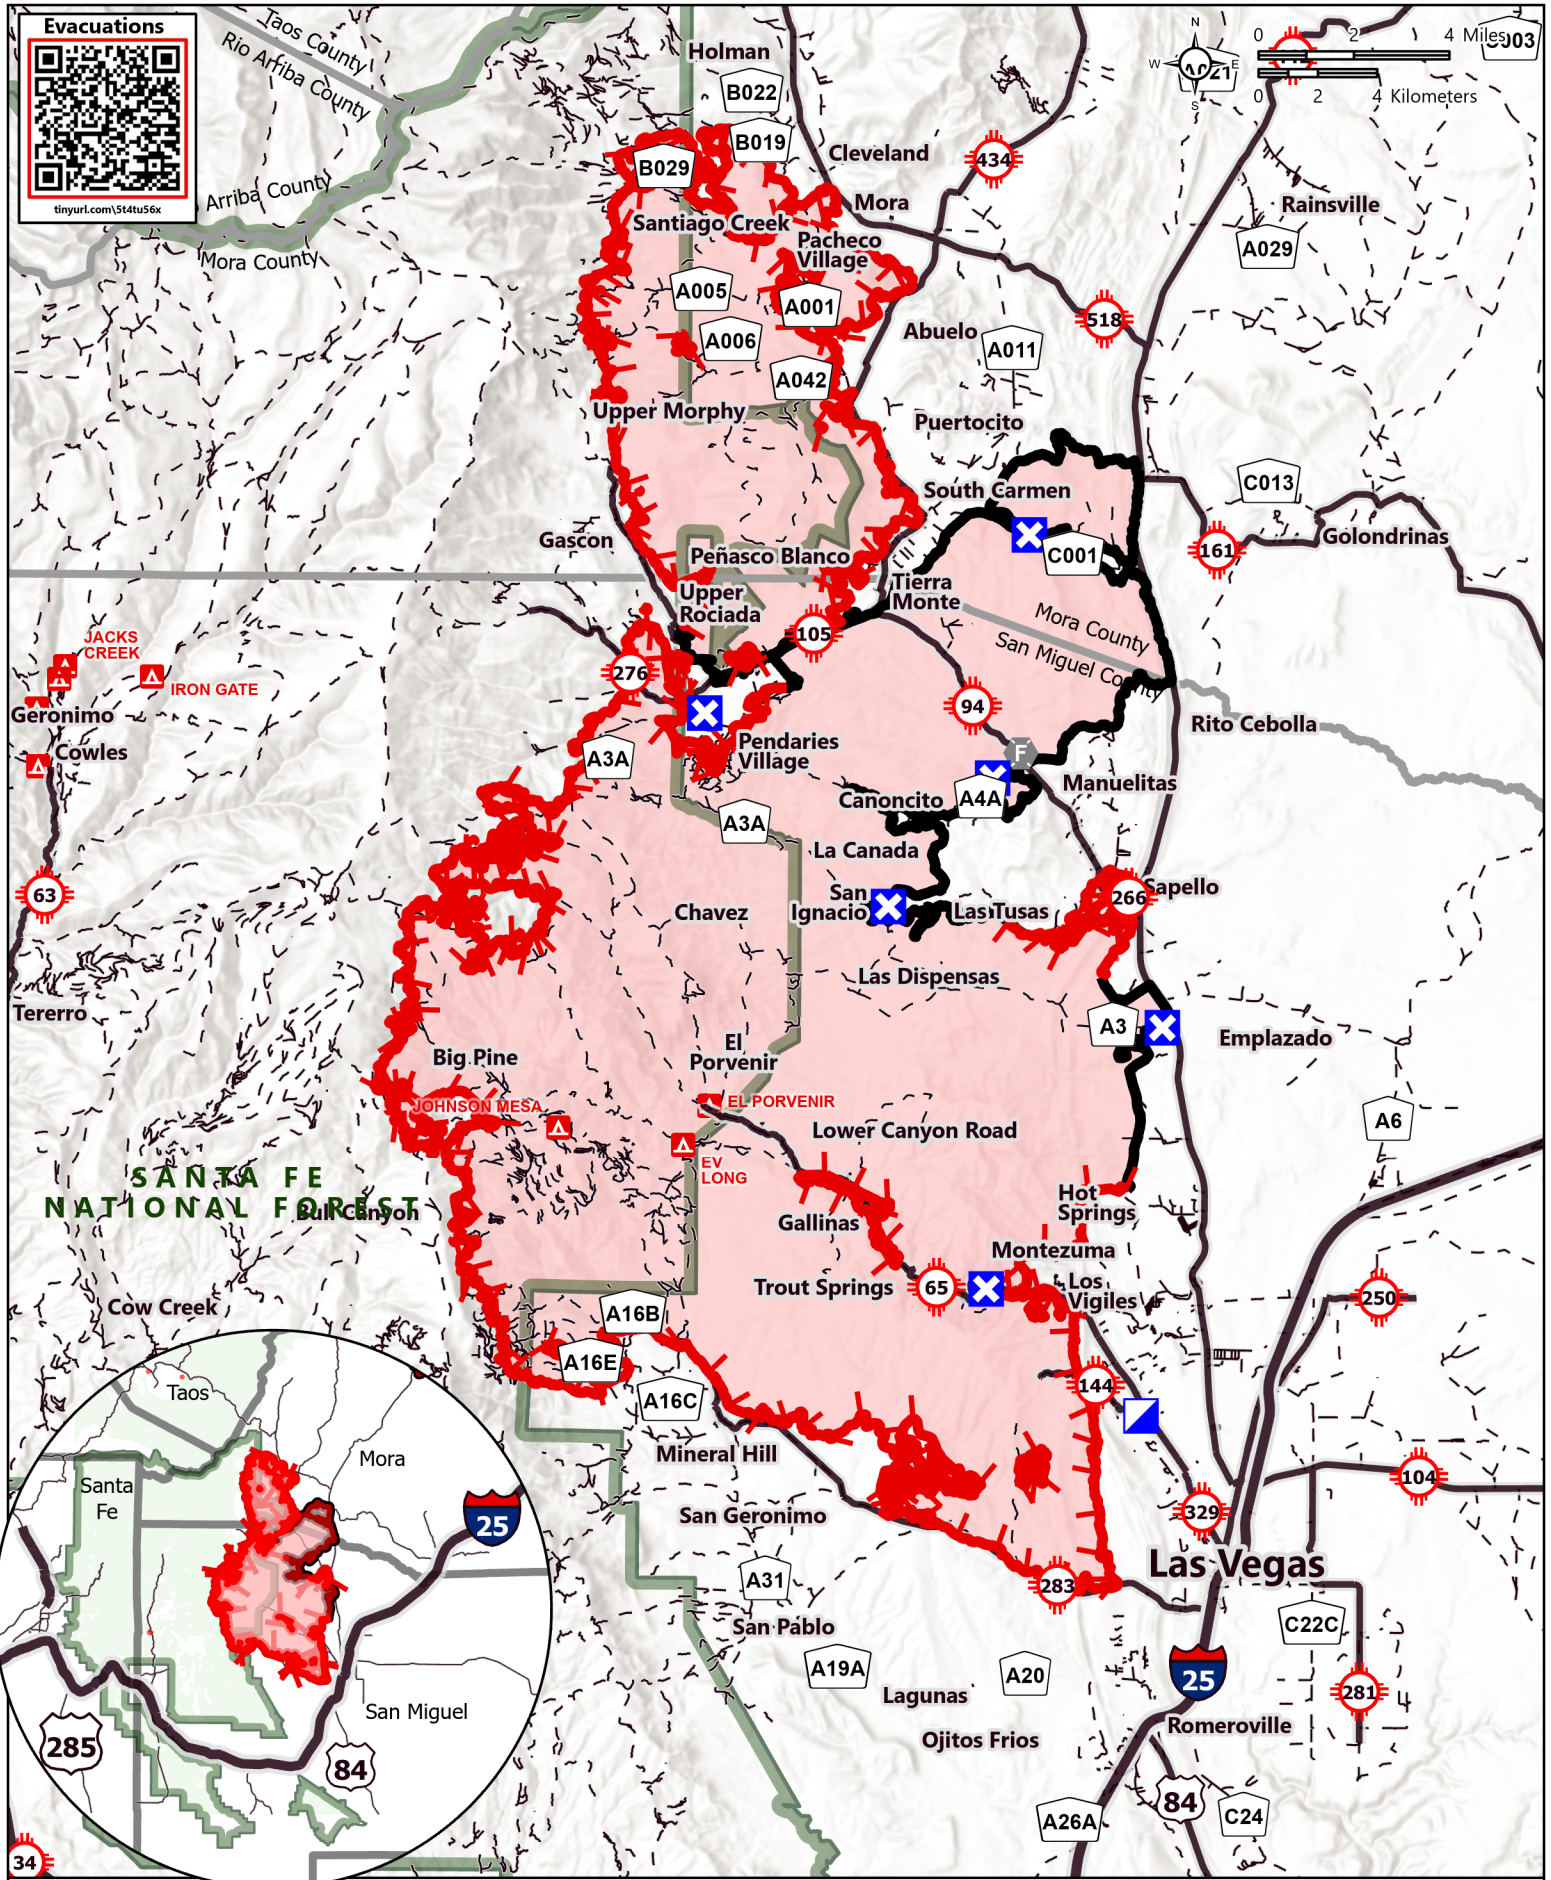 Evacuations
tinyurl.com\5t4tu56x
Taos County
Rio Arriba County
Arriba County
Mora County
Holman
B022
B019
B029
Cleveland
434
N
W
E
S
0
2
4 Miles
0
2
4 Kilometers
C003
Mora
Rainsville
A029
Santiago Creek
Pacheco
Village
A005
A001
A006
518
Abuelo
A011
A042
Upper Morphy
Puertocito
South Carmen
C013
Gascon
C001
161
Golondrinas
Peñasco Blanco
Upper
Rociada
Tierra
Monte
105
Mora County
San Miguel County
JACKS
CREEK
IRON GATE
276
Geronimo
94
Rito Cebolla
Cowles
A3A
Pendaries
Village
F
Manuelitas
Canoncito
A4A
A3A
La Canada
63
San
Ignacio
266
Sapello
Chavez
Las Tusas
Las Dispensas
Tererro
A3
Emplazado
Big Pine
El
Porvenir
JOHNSON MESA
EL PORVENIR
A6
Lower Canyon Road
EV
LONG
SANTA FE
NATIONAL FOREST
Bull Canyon
Hot
Springs
Gallinas
Montezuma
Trout Springs
65
Los
Vigiles
250
Cow Creek
A16B
A16E
A16C
144
Mineral Hill
104
San Geronimo
329
Las Vegas
A31
283
San Pablo
C22C
A19A
A20
25
281
Lagunas
Ojitos Frios
Romeroville
84
C24
A26A
Taos
Mora
Santa
Fe
25
San Miguel
285
84
34